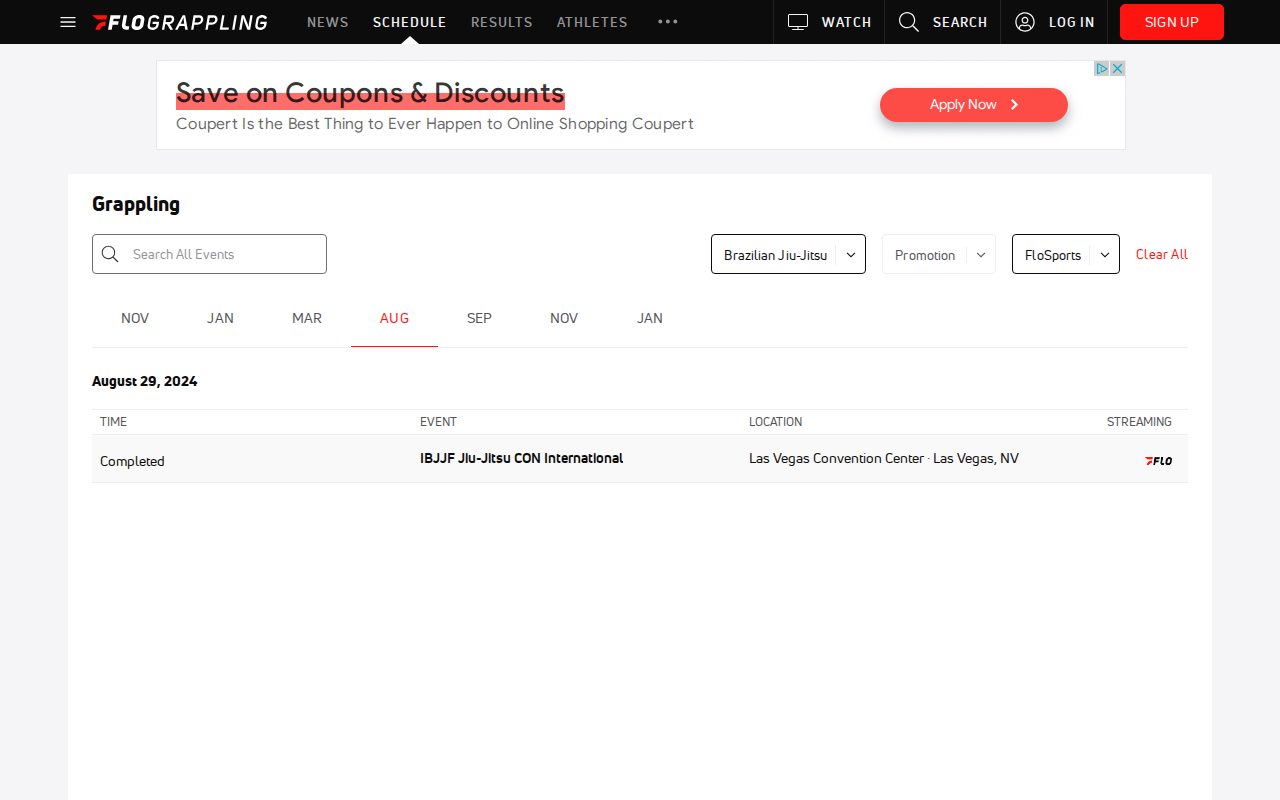 FLOGRAPPLING NEWS SCHEDULE RESULTS ATHLETES WATCH SEARCH LOG IN SIGN UP
Save on Coupons & Discounts
Coupert Is the Best Thing to Ever Happen to Online Shopping Coupert
Apply Now
Grappling
Search All Events Brazilian Jiu-Jitsu Promotion FloSports Clear All
NOV JAN MAR AUG SEP NOV JAN
August 29, 2024
TIME EVENT LOCATION STREAMING
Completed IBJJF Jiu-Jitsu CON International Las Vegas Convention Center · Las Vegas, NV FLO